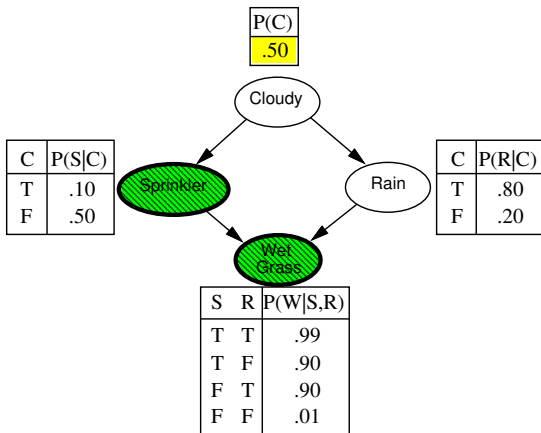 P(C)
.50
Cloudy
C P(S|C)
T .10
F .50
Sprinkler
Rain
C P(R|C)
T .80
F .20
Wet
Grass
S R P(W|S,R)
T T .99
T F .90
F T .90
F F .01